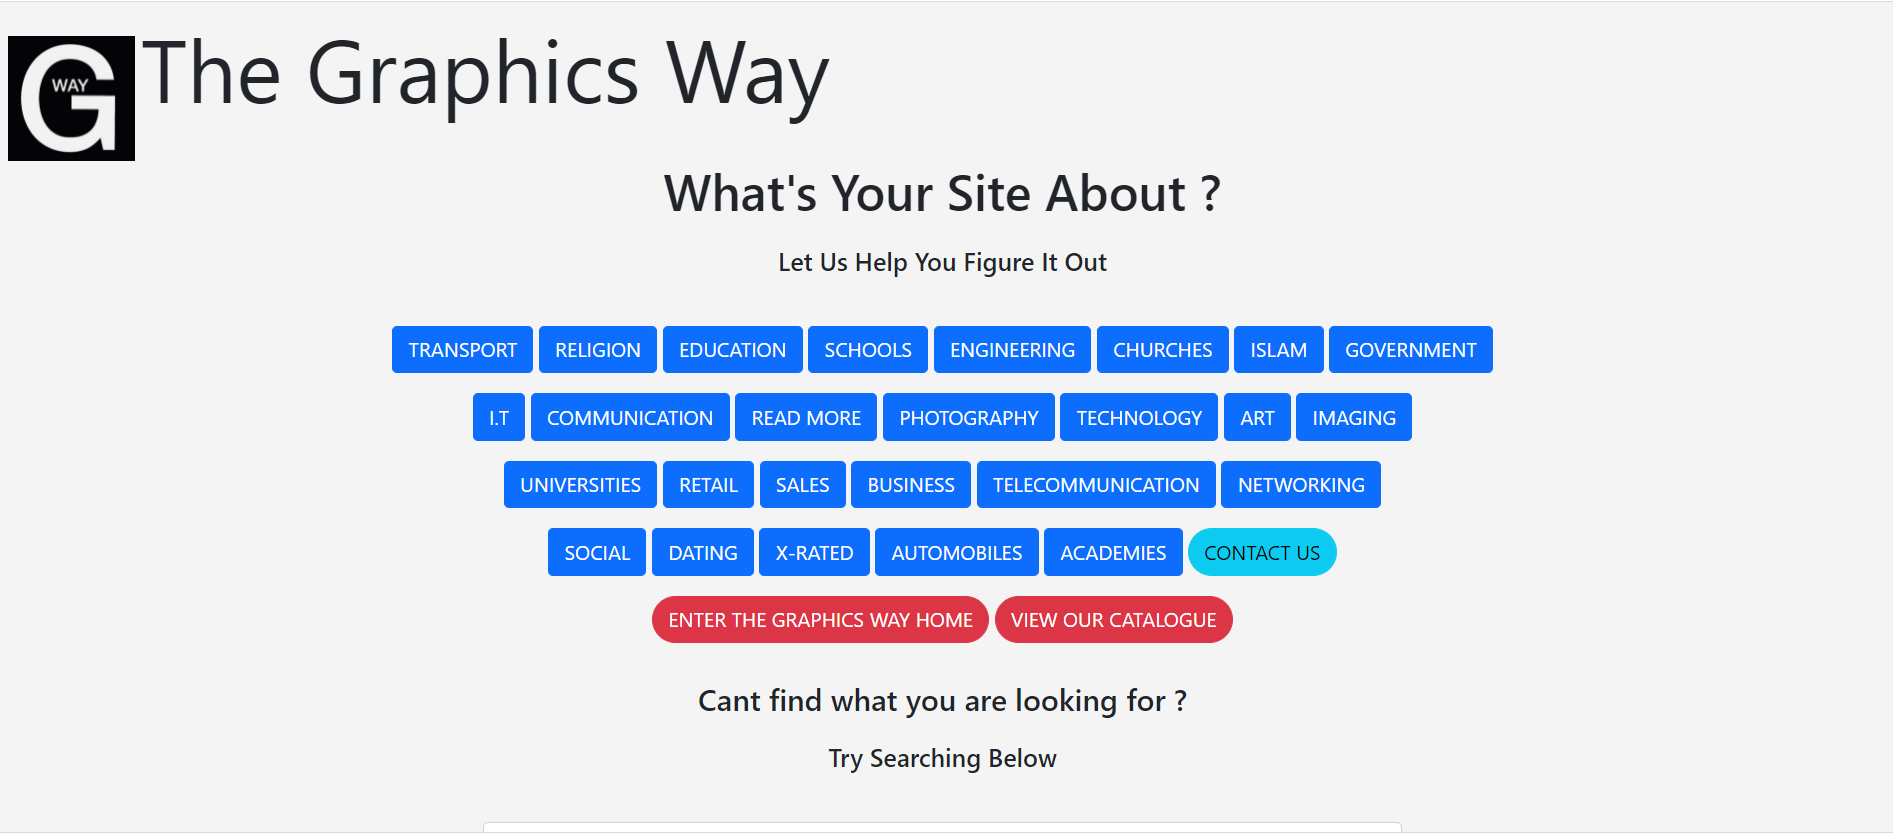 WAY
G
The Graphics Way
What's Your Site About ?
Let Us Help You Figure It Out
TRANSPORT RELIGION EDUCATION SCHOOLS ENGINEERING CHURCHES ISLAM GOVERNMENT
I.T COMMUNICATION READ MORE PHOTOGRAPHY TECHNOLOGY ART IMAGING
UNIVERSITIES RETAIL SALES BUSINESS TELECOMMUNICATION NETWORKING
SOCIAL DATING X-RATED AUTOMOBILES ACADEMIES CONTACT US
ENTER THE GRAPHICS WAY HOME VIEW OUR CATALOGUE
Cant find what you are looking for ?
Try Searching Below